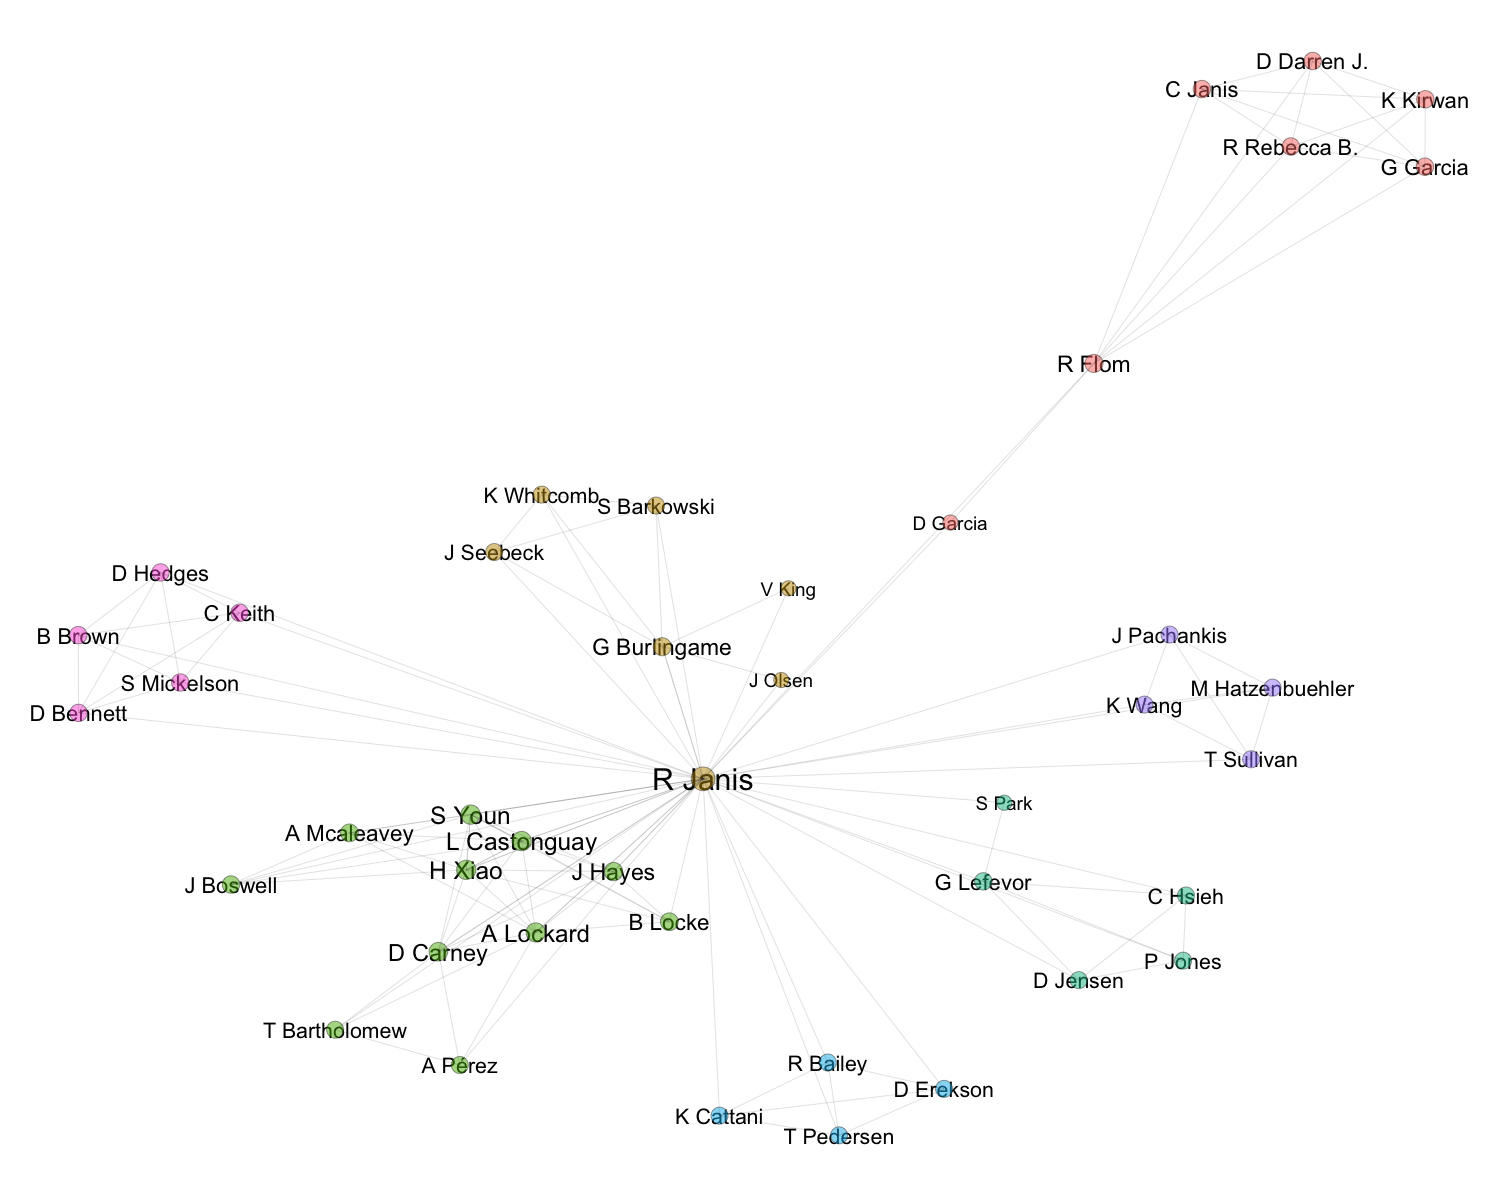 D Darren J.
C Janis
K Kirwan
R Rebecca B.
G Garcia
R Flom
K Whitcomb
S Barkowski
D Garcia
J Seebeck
D Hedges
V King
C Keith
B Brown
J Pachankis
G Burlingame
J Olsen
S Mickelson
M Hatzenbuehler
K Wang
D Bennett
T Sullivan
R Janis
S Park
S Youn
A Mcaleavey
L Castonguay
H Xiao
J Hayes
J Boswell
G Lefevor
C Hsieh
B Locke
A Lockard
D Carney
P Jones
D Jensen
T Bartholomew
A Pérez
R Bailey
D Erekson
K Cattani
T Pedersen